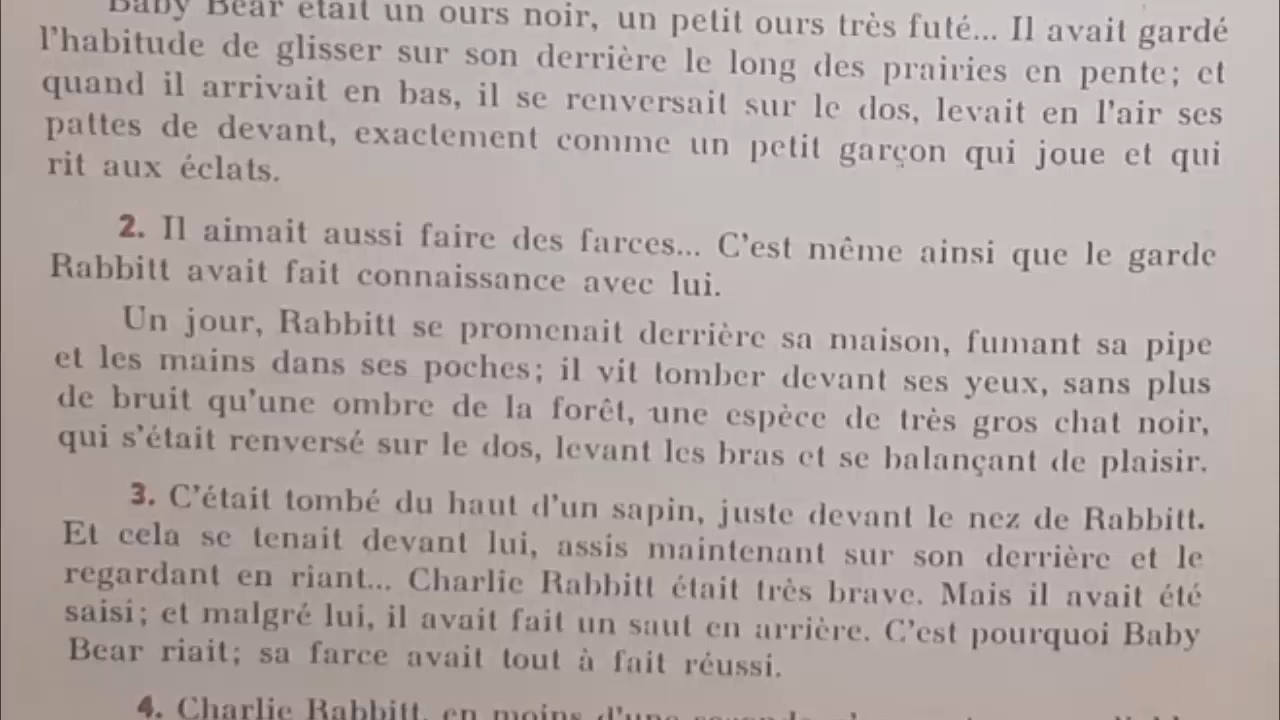 Baby Bear était un ours noir, un petit ours très futé... Il avait gardé
l'habitude de glisser sur son derrière le long des prairies en pente; et
quand il arrivait en bas, il se renversait sur le dos, levait en l'air ses
pattes de devant, exactement comme un petit garçon qui joue et qui
rit aux éclats.
2. Il aimait aussi faire des farces... C'est même ainsi que le garde
Rabbitt avait fait connaissance avec lui.
Un jour, Rabbitt se promenait derrière sa maison, fumant sa pipe
et les mains dans ses poches; il vit tomber devant ses yeux, sans plus
de bruit qu'une ombre de la forêt, une espèce de très gros chat noir,
qui s'était renversé sur le dos, levant les bras et se balançant de plaisir.
3. C'était tombé du haut d'un sapin, juste devant le nez de Rabbitt.
Et cela se tenait devant lui, assis maintenant sur son derrière et le
regardant en riant... Charlie Rabbitt était très brave. Mais il avait été
saisi; et malgré lui, il avait fait un saut en arrière. C'est pourquoi Baby
Bear riait; sa farce avait tout à fait réussi.
4. Charlie Rabbitt, en moins d'une